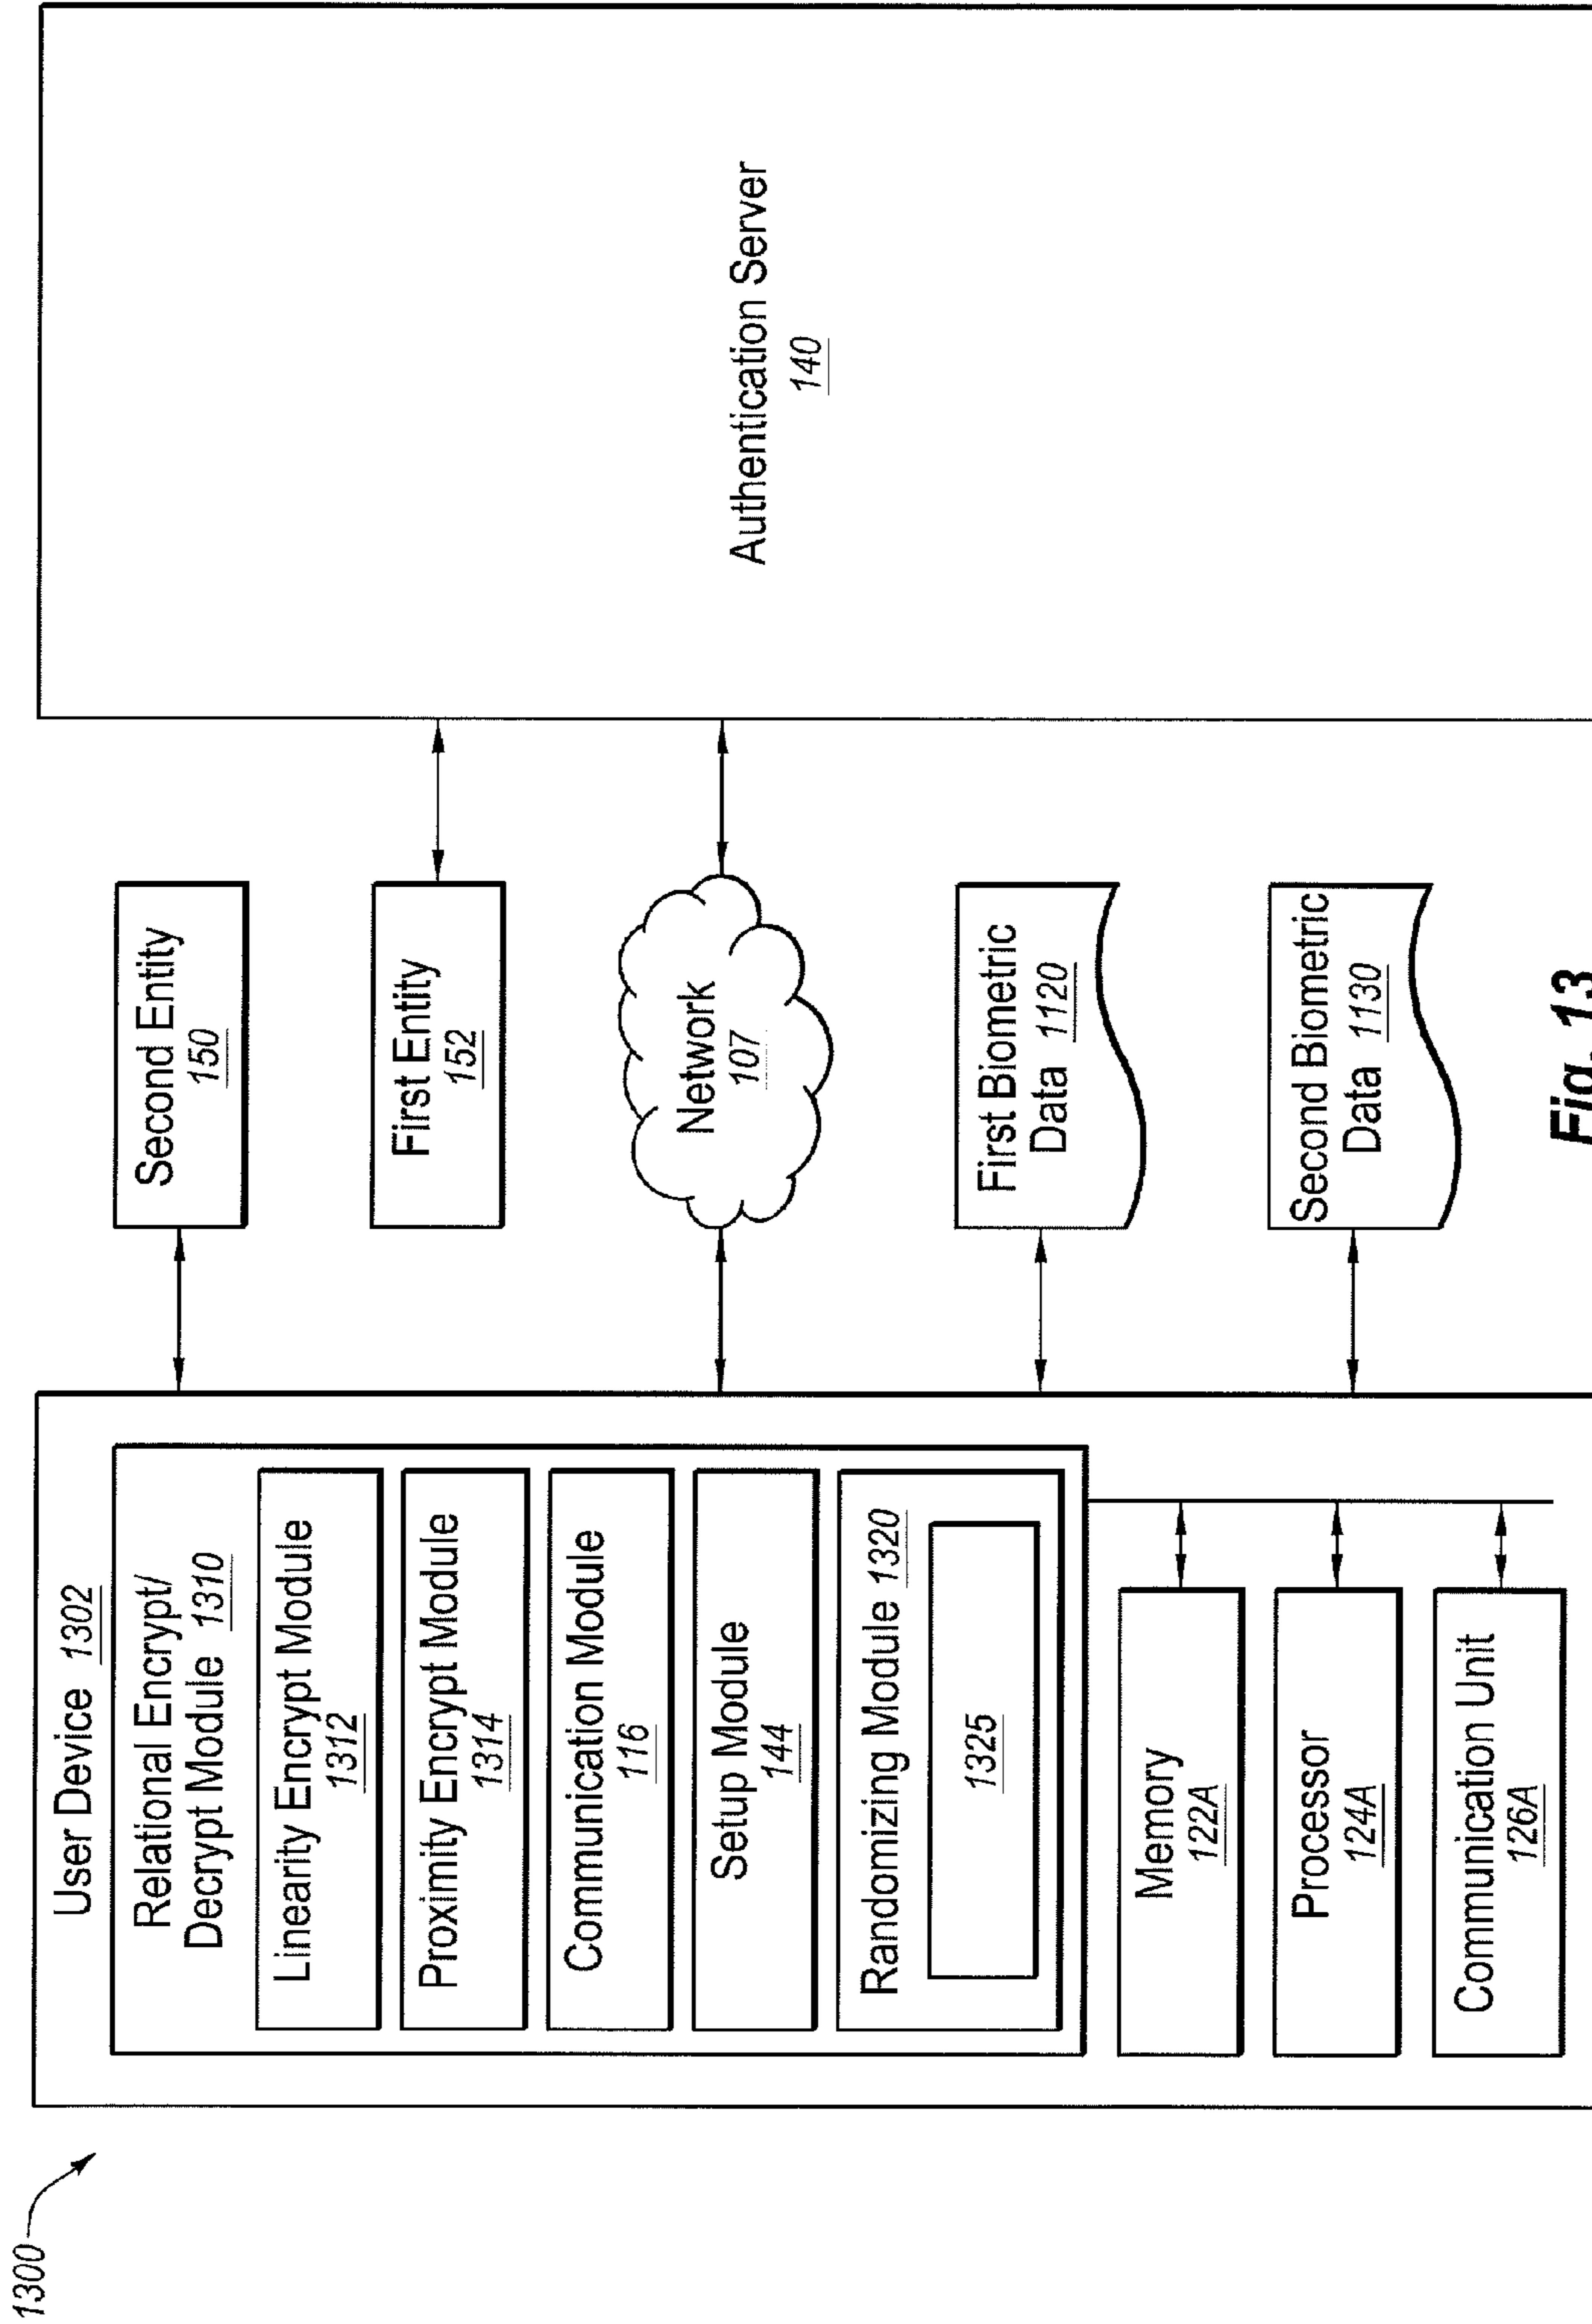 1300
User Device 1302
Relational Encrypt/
Decrypt Module 1310
Linearity Encrypt Module
1312
Proximity Encrypt Module
1314
Communication Module
116
Setup Module
144
Randomizing Module 1320
1325
Memory
122A
Processor
124A
Communication Unit
126A
Second Entity
150
First Entity
152
Network
107
First Biometric
Data 1120
Second Biometric
Data 1130
Authentication Server
140
Fig. 13